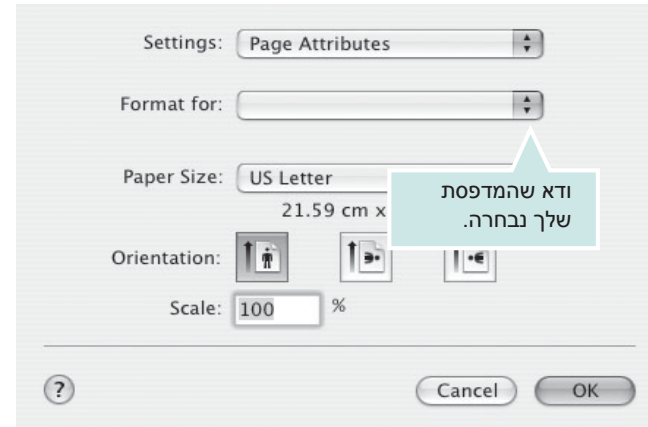 Settings: Page Attributes
Format for:
Paper Size: US Letter
21.59 cm x
ודא שהמדפסת
שלך נבחרה.
Orientation:
Scale: 100 %
? Cancel OK